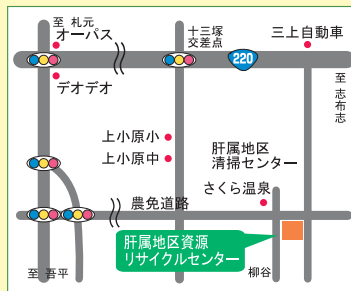 至 札元
オーパス
十三塚
交差点
三上自動車
220
至 志布志
デオデオ
上小原小
上小原中
肝属地区
清掃センター
さくら温泉
農免道路
肝属地区資源
リサイクルセンター
至 吾平
柳谷